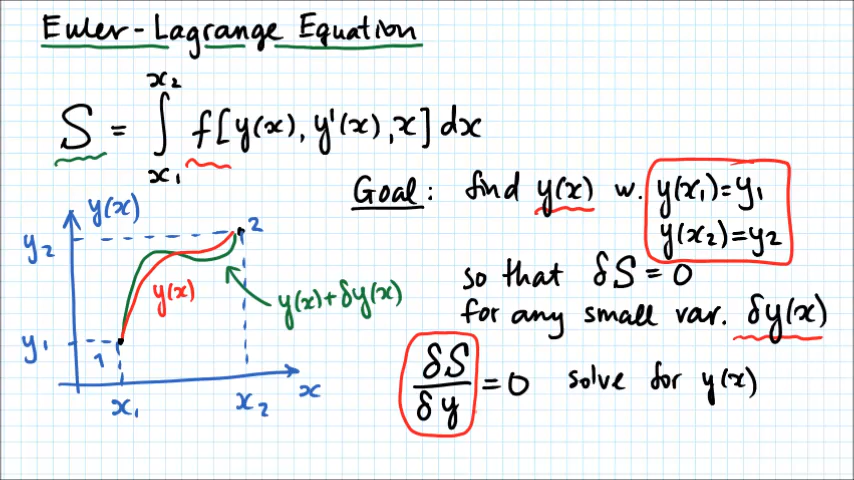 Euler-Lagrange Equation
S = ∫_{x₁}^{x₂} f[y(x), y'(x), x] dx
Goal: find y(x) w. y(x₁)=y₁
y(x₂)=y₂
so that δS = 0
for any small var. δy(x)
δS/δy = 0 solve for y(x)
y(x)
y₂
2
y(x)
y(x)+δy(x)
y₁
1
x₁
x₂
x